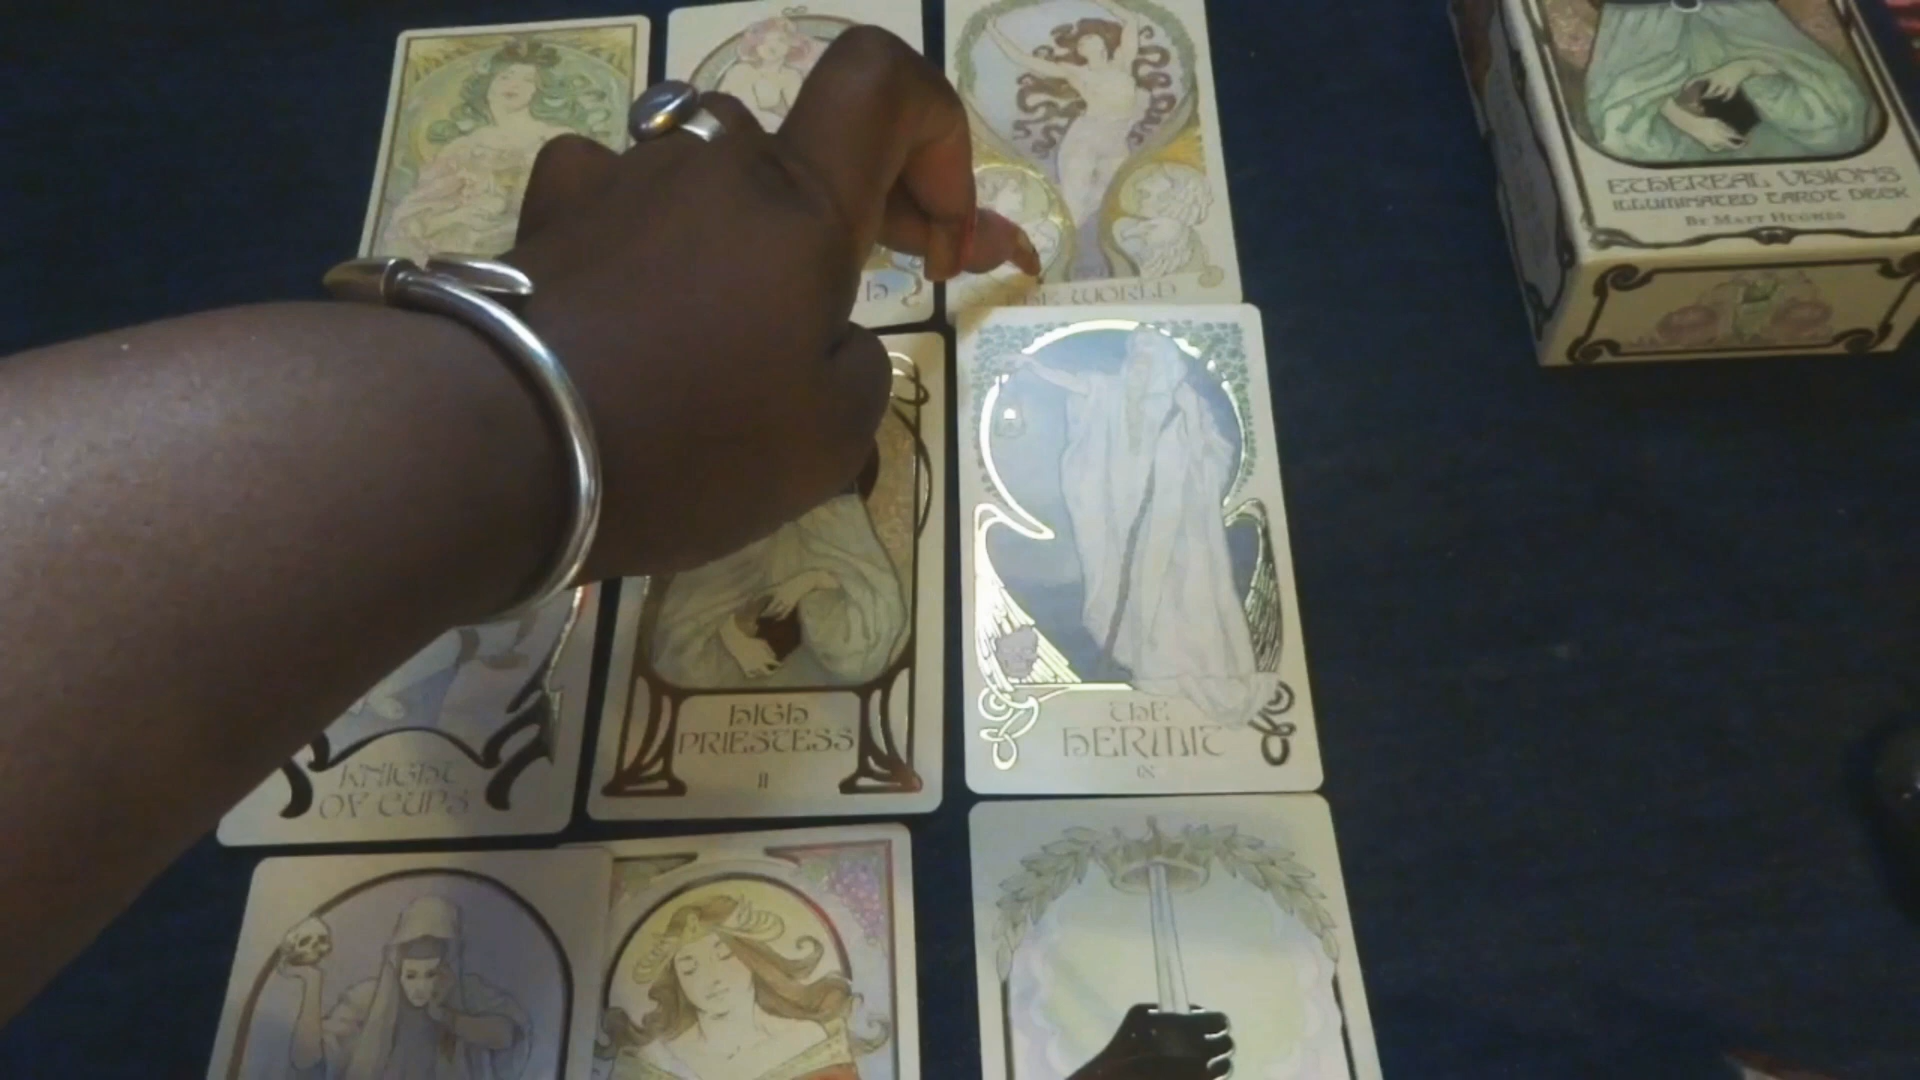 ETHEREAL VISIONS
ILLUMINATED TAROT DECK
BY MATT HUGHES
THE WORLD
KNIGHT
OF CUPS
HIGH
PRIESTESS
II
THE
HERMIT
IX